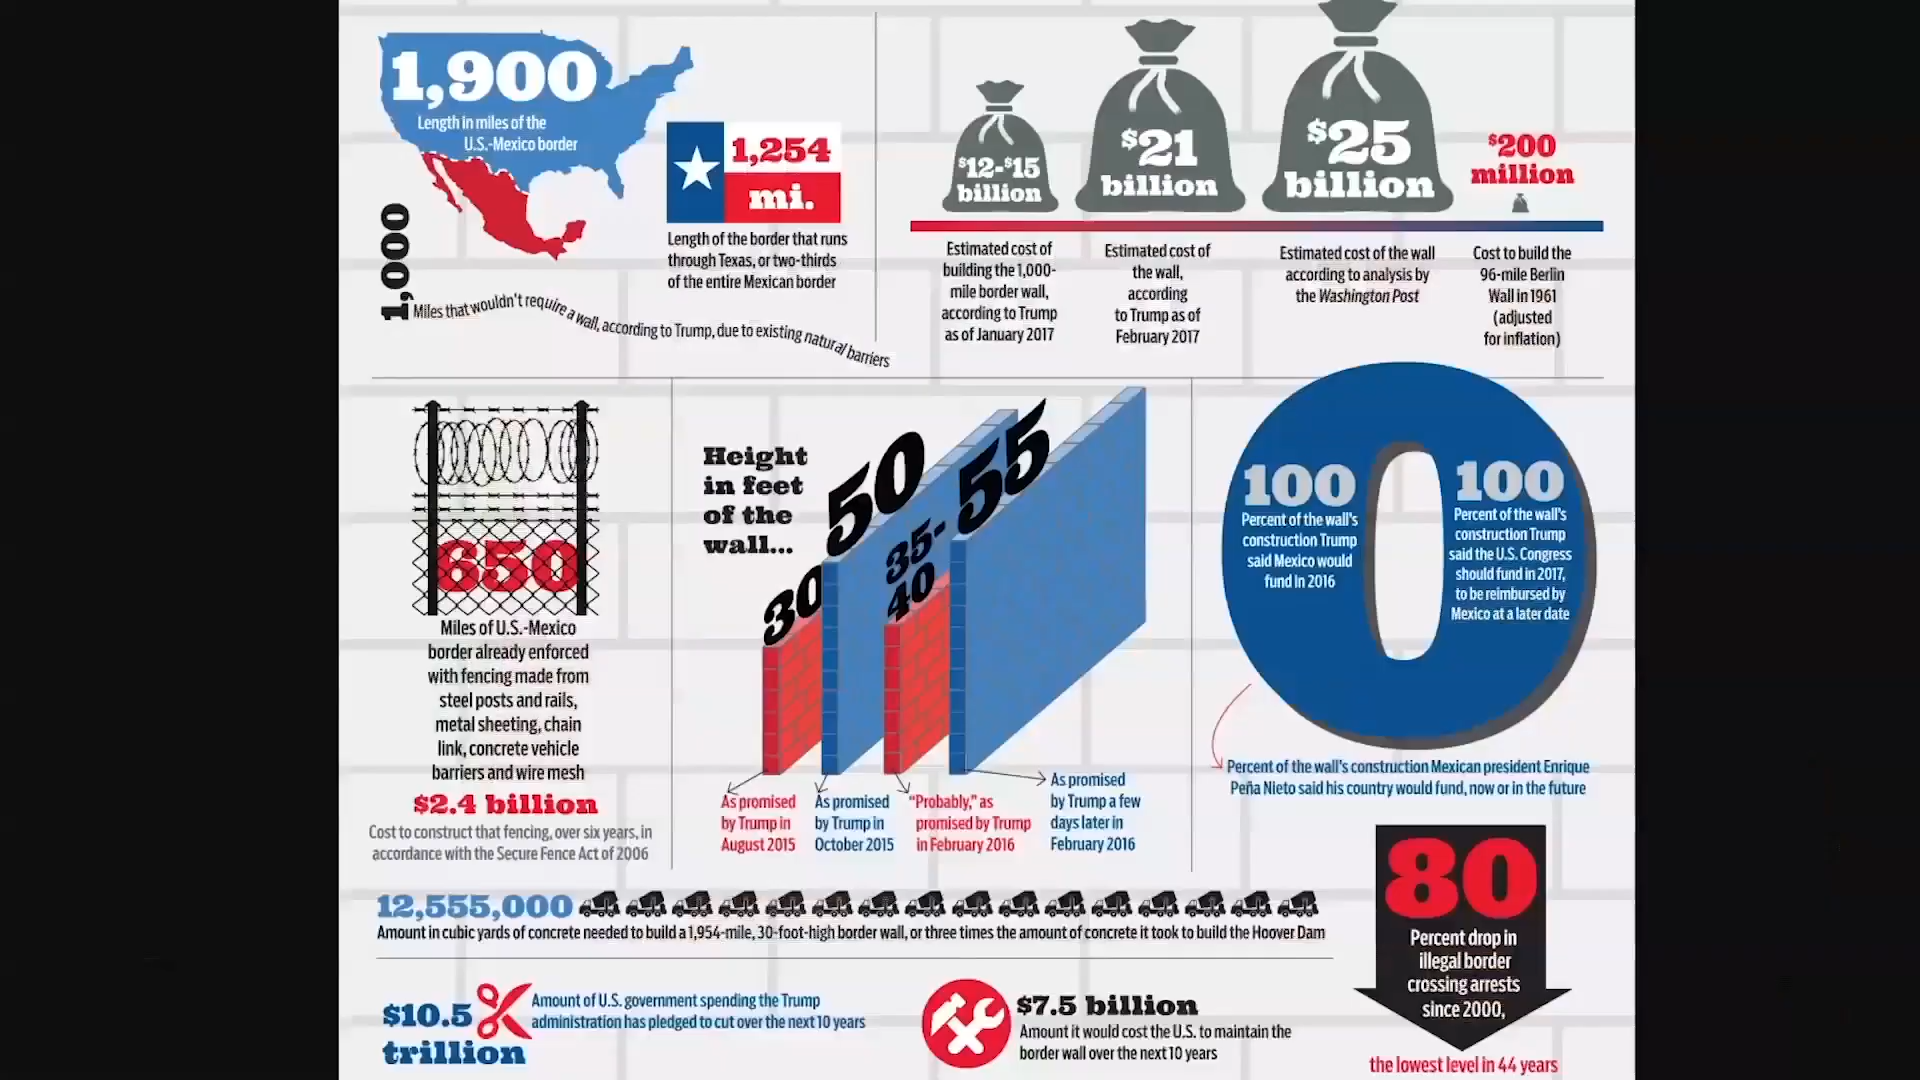 1,900
Length in miles of the
U.S.-Mexico border
1,000
Miles that wouldn't require a wall, according to Trump, due to existing natural barriers
1,254
mi.
Length of the border that runs
through Texas, or two-thirds
of the entire Mexican border
$12-$15
billion
Estimated cost of
building the 1,000-
mile border wall,
according to Trump
as of January 2017
$21
billion
Estimated cost of
the wall,
according
to Trump as of
February 2017
$25
billion
Estimated cost of the wall
according to analysis by
the Washington Post
$200
million
Cost to build the
96-mile Berlin
Wall in 1961
(adjusted
for inflation)
650
Miles of U.S.-Mexico
border already enforced
with fencing made from
steel posts and rails,
metal sheeting, chain
link, concrete vehicle
barriers and wire mesh
$2.4 billion
Cost to construct that fencing, over six years, in
accordance with the Secure Fence Act of 2006
Height
in feet
of the
wall...
30
As promised
by Trump in
August 2015
50
As promised
by Trump in
October 2015
35-
40
"Probably," as
promised by Trump
in February 2016
55
As promised
by Trump a few
days later in
February 2016
100
Percent of the wall's
construction Trump
said Mexico would
fund in 2016
100
Percent of the wall's
construction Trump
said the U.S. Congress
should fund in 2017,
to be reimbursed by
Mexico at a later date
0
Percent of the wall's construction Mexican president Enrique
Peña Nieto said his country would fund, now or in the future
12,555,000
Amount in cubic yards of concrete needed to build a 1,954-mile, 30-foot-high border wall, or three times the amount of concrete it took to build the Hoover Dam
80
Percent drop in
illegal border
crossing arrests
since 2000,
the lowest level in 44 years
$10.5
trillion
Amount of U.S. government spending the Trump
administration has pledged to cut over the next 10 years
$7.5 billion
Amount it would cost the U.S. to maintain the
border wall over the next 10 years